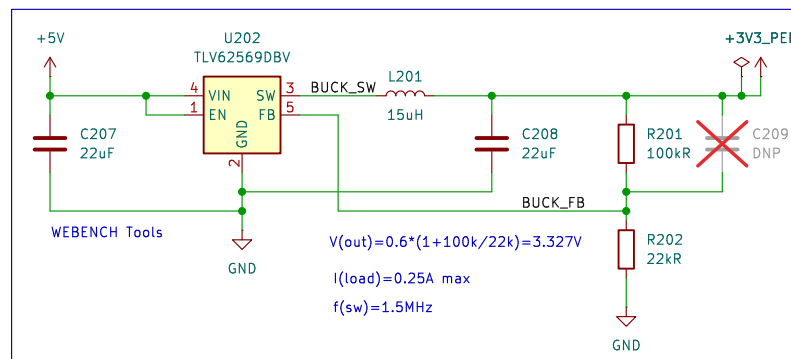 +5V
U202
TLV62569DBV
4 VIN SW 3
1 EN FB 5
GND
2
BUCK_SW
L201
15uH
+3V3_PE
C207
22uF
C208
22uF
R201
100kR
C209
DNP
BUCK_FB
WEBENCH Tools
GND
V(out)=0.6*(1+100k/22k)=3.327V
I(load)=0.25A max
f(sw)=1.5MHz
R202
22kR
GND